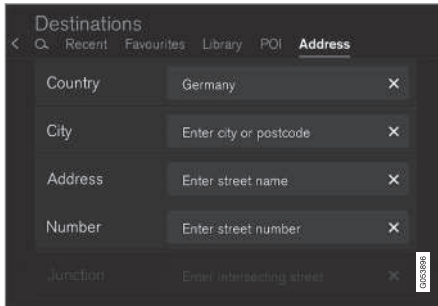 Destinations
Recent Favourites Library POI Address
Country Germany
City Enter city or postcode
Address Enter street name
Number Enter street number
Junction Enter intersecting street
G053896